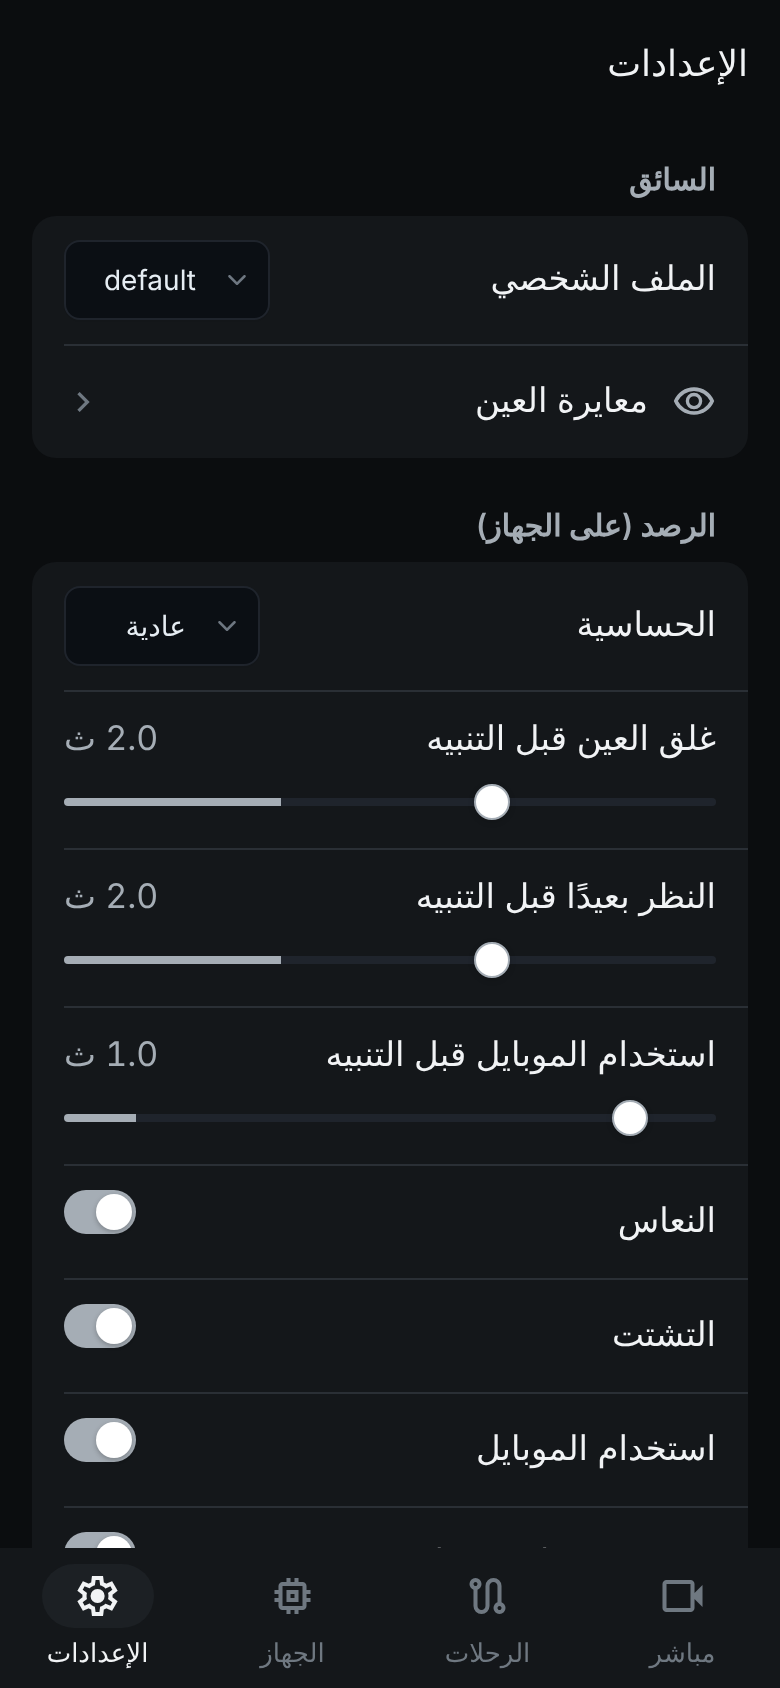 الإعدادات
السائق
الملف الشخصي
default
معايرة العين
الرصد (على الجهاز)
الحساسية
عادية
غلق العين قبل التنبيه
2.0 ث
النظر بعيدًا قبل التنبيه
2.0 ث
استخدام الموبايل قبل التنبيه
1.0 ث
النعاس
التشتت
استخدام الموبايل
مباشر
الرحلات
الجهاز
الإعدادات